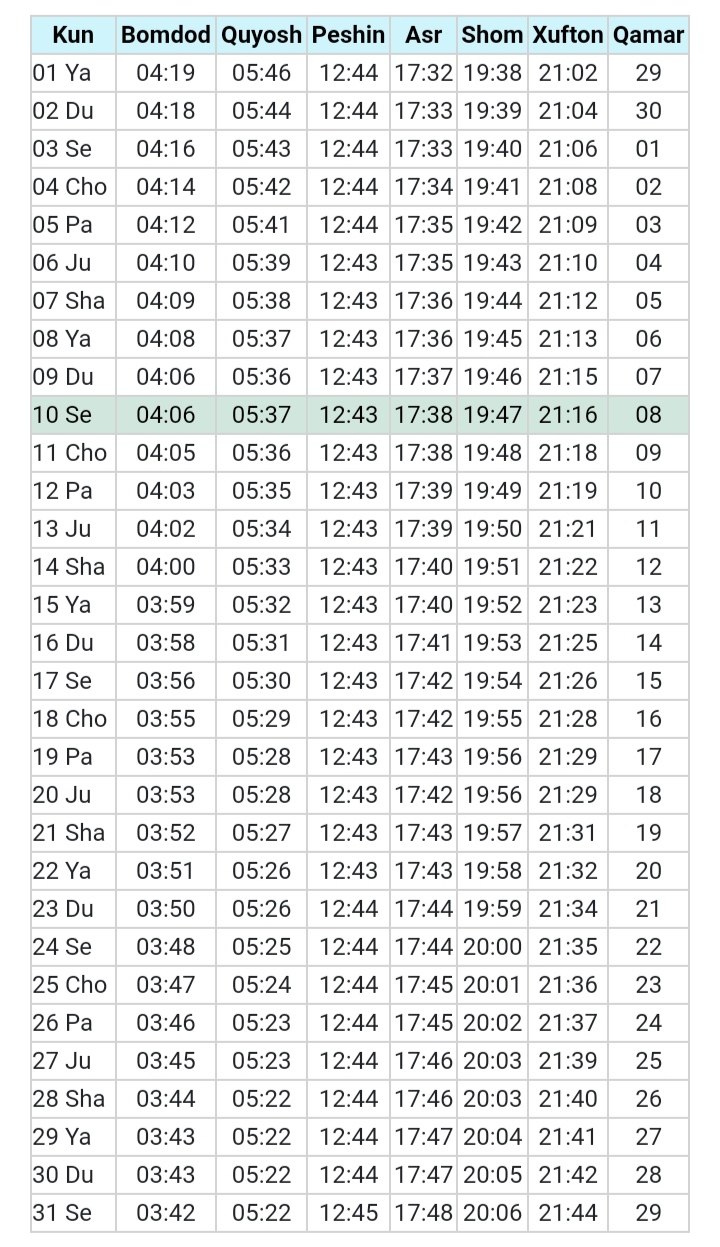 Kun Bomdod Quyosh Peshin Asr Shom Xufton Qamar
01 Ya 04:19 05:46 12:44 17:32 19:38 21:02 29
02 Du 04:18 05:44 12:44 17:33 19:39 21:04 30
03 Se 04:16 05:43 12:44 17:33 19:40 21:06 01
04 Cho 04:14 05:42 12:44 17:34 19:41 21:08 02
05 Pa 04:12 05:41 12:44 17:35 19:42 21:09 03
06 Ju 04:10 05:39 12:43 17:35 19:43 21:10 04
07 Sha 04:09 05:38 12:43 17:36 19:44 21:12 05
08 Ya 04:08 05:37 12:43 17:36 19:45 21:13 06
09 Du 04:06 05:36 12:43 17:37 19:46 21:15 07
10 Se 04:06 05:37 12:43 17:38 19:47 21:16 08
11 Cho 04:05 05:36 12:43 17:38 19:48 21:18 09
12 Pa 04:03 05:35 12:43 17:39 19:49 21:19 10
13 Ju 04:02 05:34 12:43 17:39 19:50 21:21 11
14 Sha 04:00 05:33 12:43 17:40 19:51 21:22 12
15 Ya 03:59 05:32 12:43 17:40 19:52 21:23 13
16 Du 03:58 05:31 12:43 17:41 19:53 21:25 14
17 Se 03:56 05:30 12:43 17:42 19:54 21:26 15
18 Cho 03:55 05:29 12:43 17:42 19:55 21:28 16
19 Pa 03:53 05:28 12:43 17:43 19:56 21:29 17
20 Ju 03:53 05:28 12:43 17:42 19:56 21:29 18
21 Sha 03:52 05:27 12:43 17:43 19:57 21:31 19
22 Ya 03:51 05:26 12:43 17:43 19:58 21:32 20
23 Du 03:50 05:26 12:44 17:44 19:59 21:34 21
24 Se 03:48 05:25 12:44 17:44 20:00 21:35 22
25 Cho 03:47 05:24 12:44 17:45 20:01 21:36 23
26 Pa 03:46 05:23 12:44 17:45 20:02 21:37 24
27 Ju 03:45 05:23 12:44 17:46 20:03 21:39 25
28 Sha 03:44 05:22 12:44 17:46 20:03 21:40 26
29 Ya 03:43 05:22 12:44 17:47 20:04 21:41 27
30 Du 03:43 05:22 12:44 17:47 20:05 21:42 28
31 Se 03:42 05:22 12:45 17:48 20:06 21:44 29